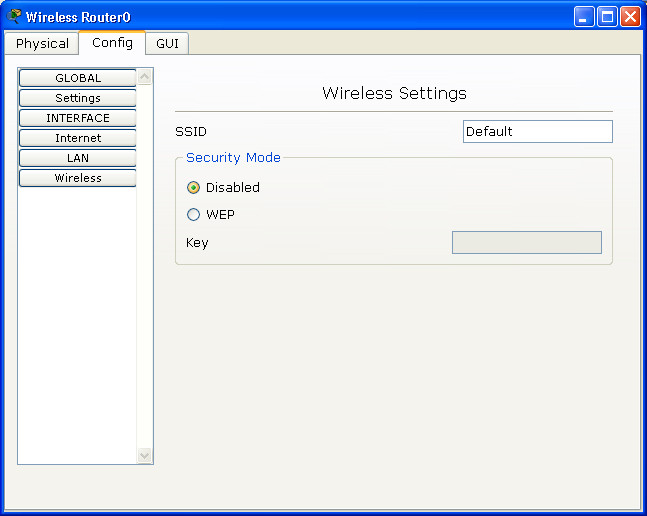 Wireless Router0
Physical Config GUI
GLOBAL
Settings
INTERFACE
Internet
LAN
Wireless
Wireless Settings
SSID Default
Security Mode
Disabled
WEP
Key